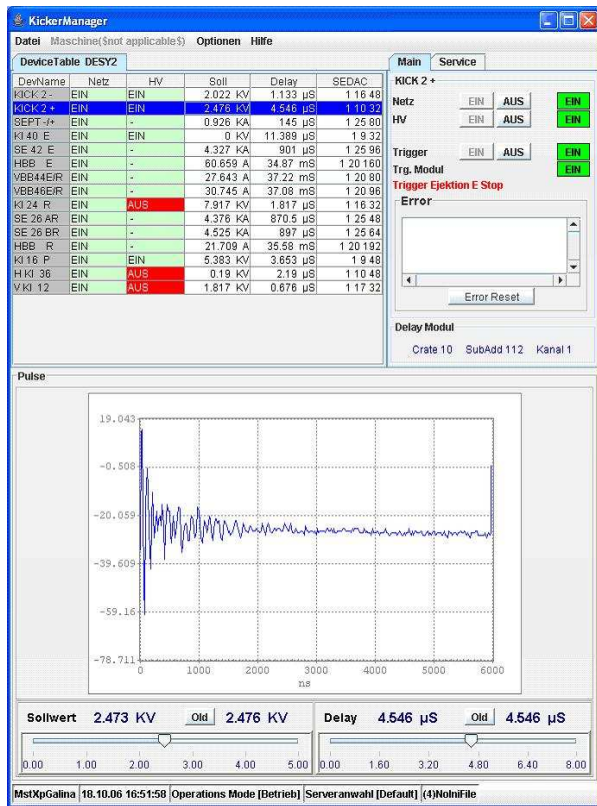 KickerManager
Datei Maschine($not applicable$) Optionen Hilfe
DeviceTable DESY2
DevName Netz HV Soll Delay SEDAC
KICK 2 - EIN EIN 2.022 KV 1.133 µS 1 16 48
KICK 2 + EIN EIN 2.476 KV 4.546 µS 1 10 32
SEPT -/+ EIN - 0.926 KA 145 µS 1 25 80
KI 40 E EIN EIN 0 KV 11.389 µS 1 9 32
SE 42 E EIN - 4.327 KA 901 µS 1 25 96
HBB E EIN - 60.659 A 34.87 mS 1 20 160
VBB44E/R EIN - 27.643 A 37.22 mS 1 20 80
VBB46E/R EIN - 30.745 A 37.08 mS 1 20 96
KI 24 R EIN AUS 7.917 KV 1.817 µS 1 16 32
SE 26 AR EIN - 4.376 KA 870.5 µS 1 25 48
SE 26 BR EIN - 4.525 KA 897 µS 1 25 64
HBB R EIN - 21.709 A 35.58 mS 1 20 192
KI 16 P EIN EIN 5.383 KV 3.653 µS 1 9 48
H KI 36 EIN AUS 0.19 KV 2.19 µS 1 10 48
V KI 12 EIN AUS 1.817 KV 0.676 µS 1 17 32
Main Service
KICK 2 +
Netz EIN AUS EIN
HV EIN AUS EIN
Trigger EIN AUS EIN
Trg. Modul EIN
Trigger Ejektion E Stop
Error
Error Reset
Delay Modul
Crate 10 SubAdd 112 Kanal 1
Pulse
19.043
-0.508
-20.059
-39.609
-59.16
-78.711
0 1000 2000 3000 4000 5000 6000
ns
Sollwert 2.473 KV Old 2.476 KV
0.00 1.00 2.00 3.00 4.00 5.00
Delay 4.546 µS Old 4.546 µS
0.00 1.60 3.20 4.80 6.40 8.00
MstXpGalina 18.10.06 16:51:58 Operations Mode [Betrieb] Serveranwahl [Default] (4)NoIniFile